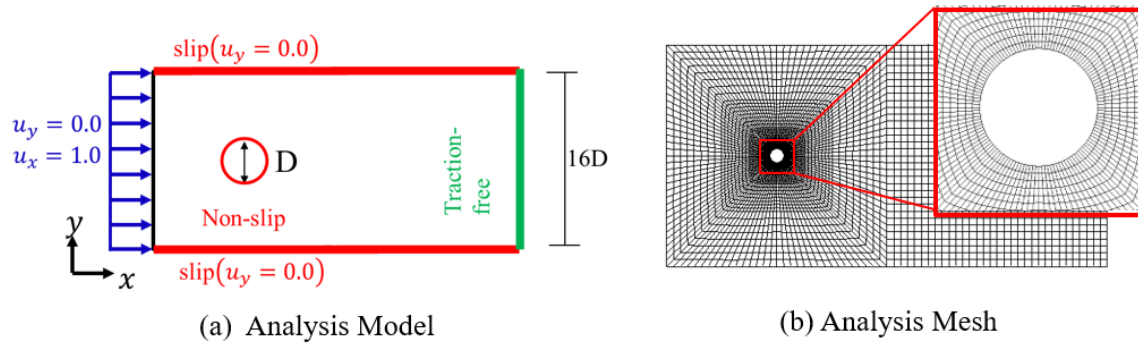 slip(u_y = 0.0)
u_y = 0.0
u_x = 1.0
D
16D
Traction-
free
Non-slip
y
x
slip(u_y = 0.0)
(a) Analysis Model
(b) Analysis Mesh